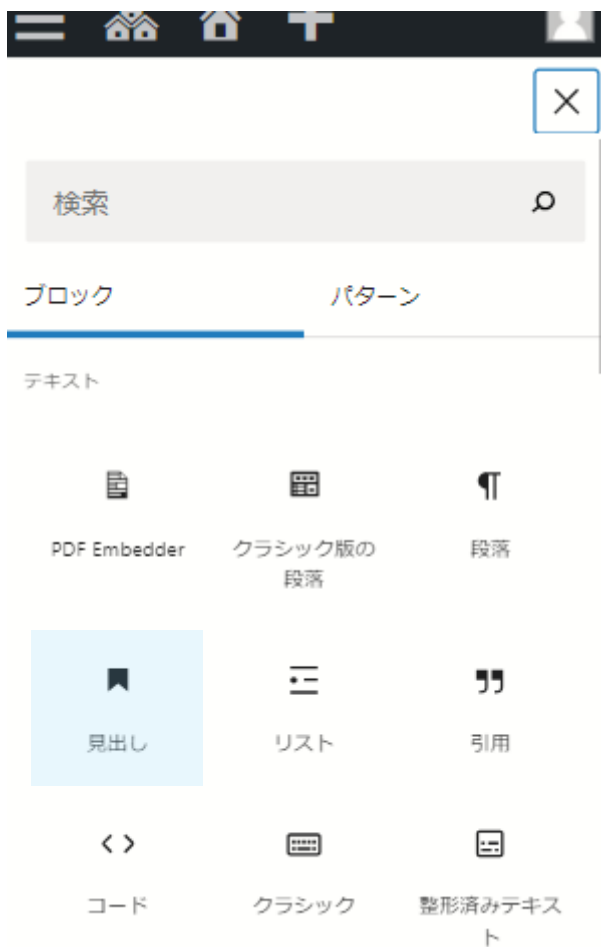 検索
ブロック
パターン
テキスト
PDF Embedder
クラシック版の
段落
段落
見出し
リスト
引用
コード
クラシック
整形済みテキス
ト